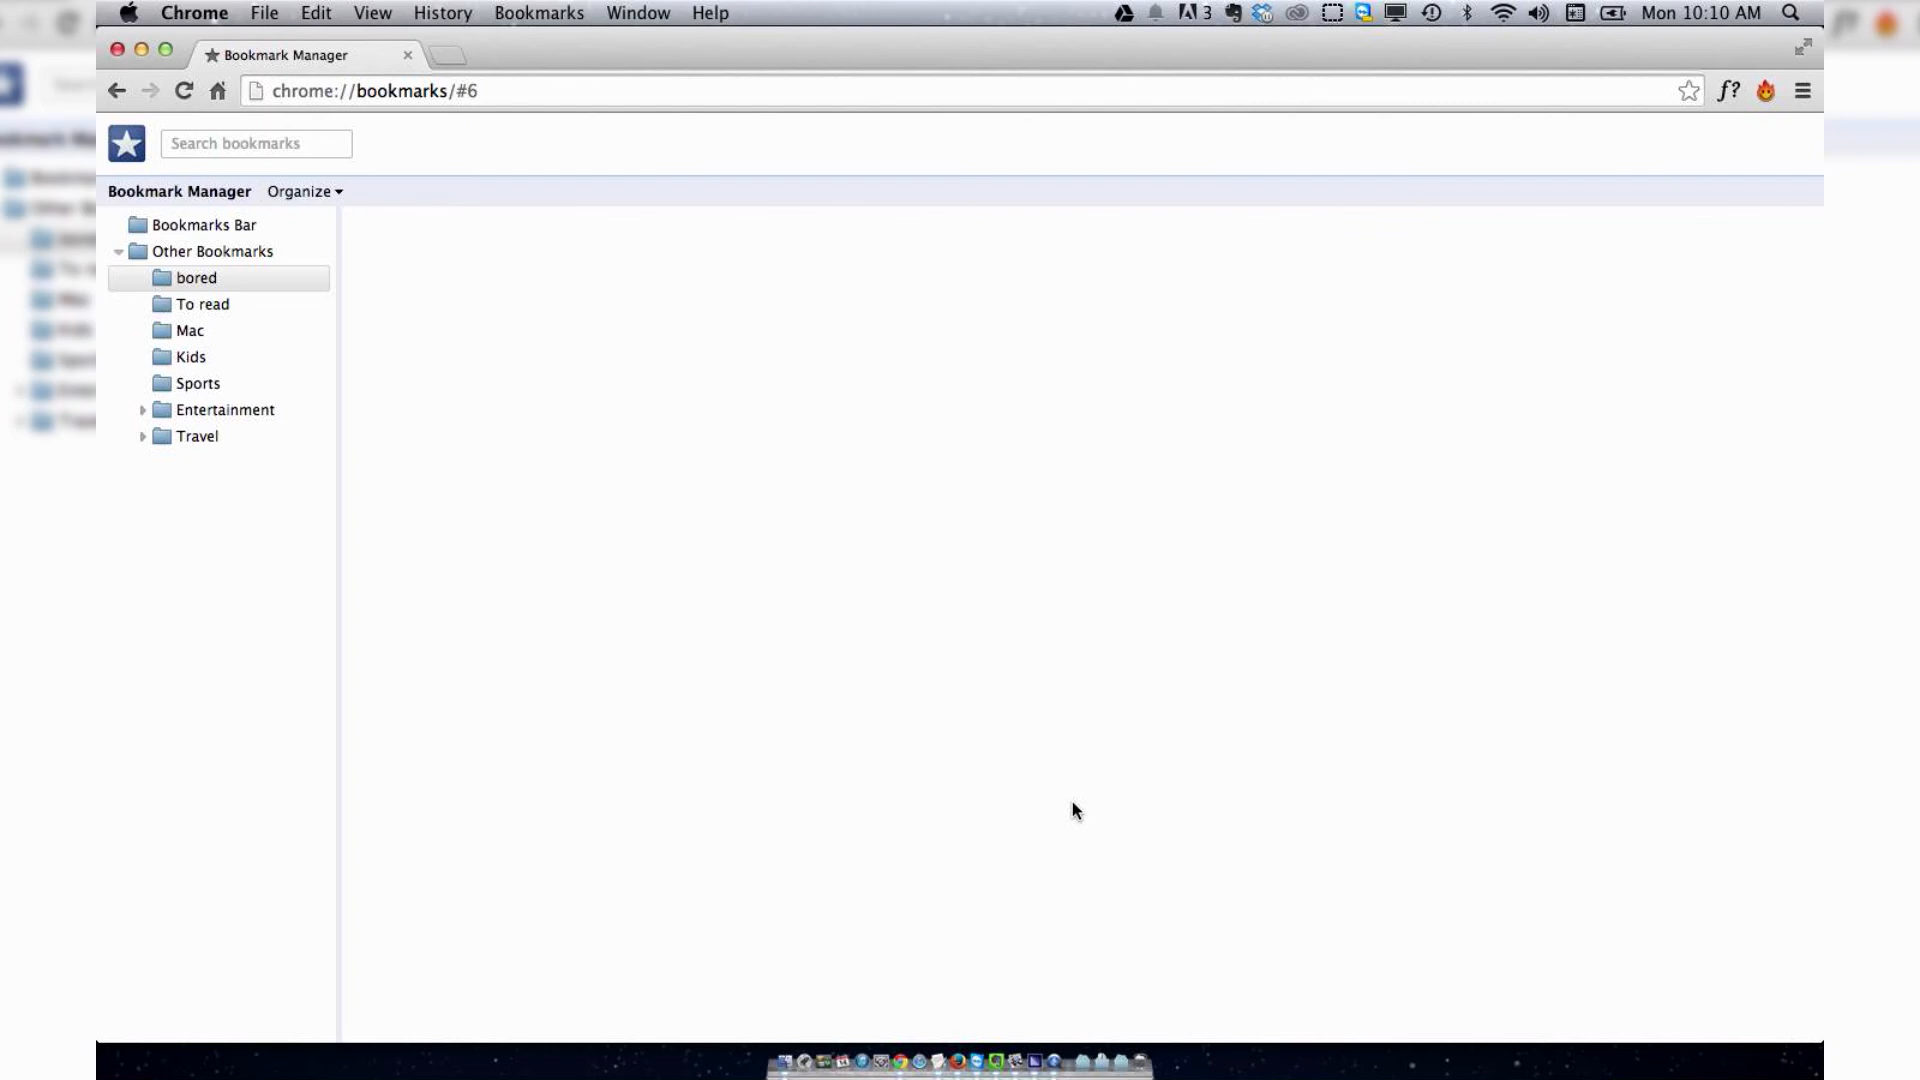 Chrome File Edit View History Bookmarks Window Help 3 Mon 10:10 AM
Bookmark Manager
chrome://bookmarks/#6 f?
Search bookmarks
Bookmark Manager Organize
Bookmarks Bar
Other Bookmarks
bored
To read
Mac
Kids
Sports
Entertainment
Travel